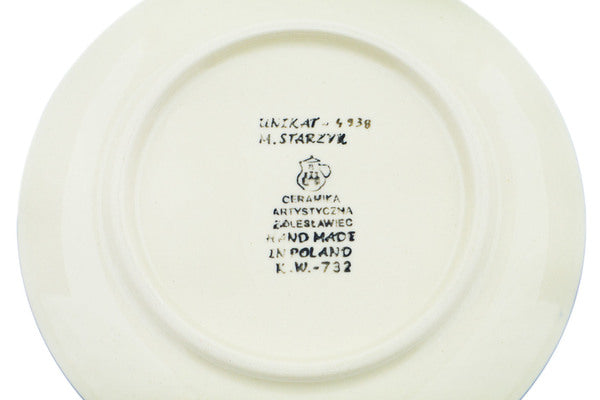 UNIKAT - 4938
M. STARZYK
CERAMIKA
ARTYSTYCZNA
BOLESŁAWIEC
HAND MADE
IN POLAND
K.W.-732